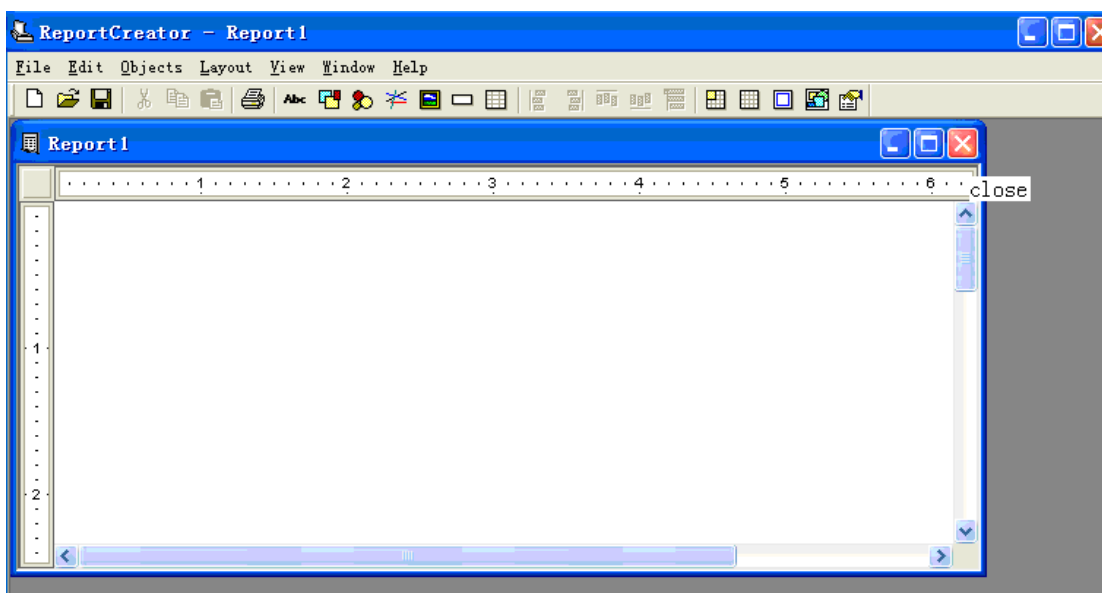 ReportCreator - Report1
File Edit Objects Layout View Window Help
Abc
Report1
1 2 3 4 5 6
close
1
2